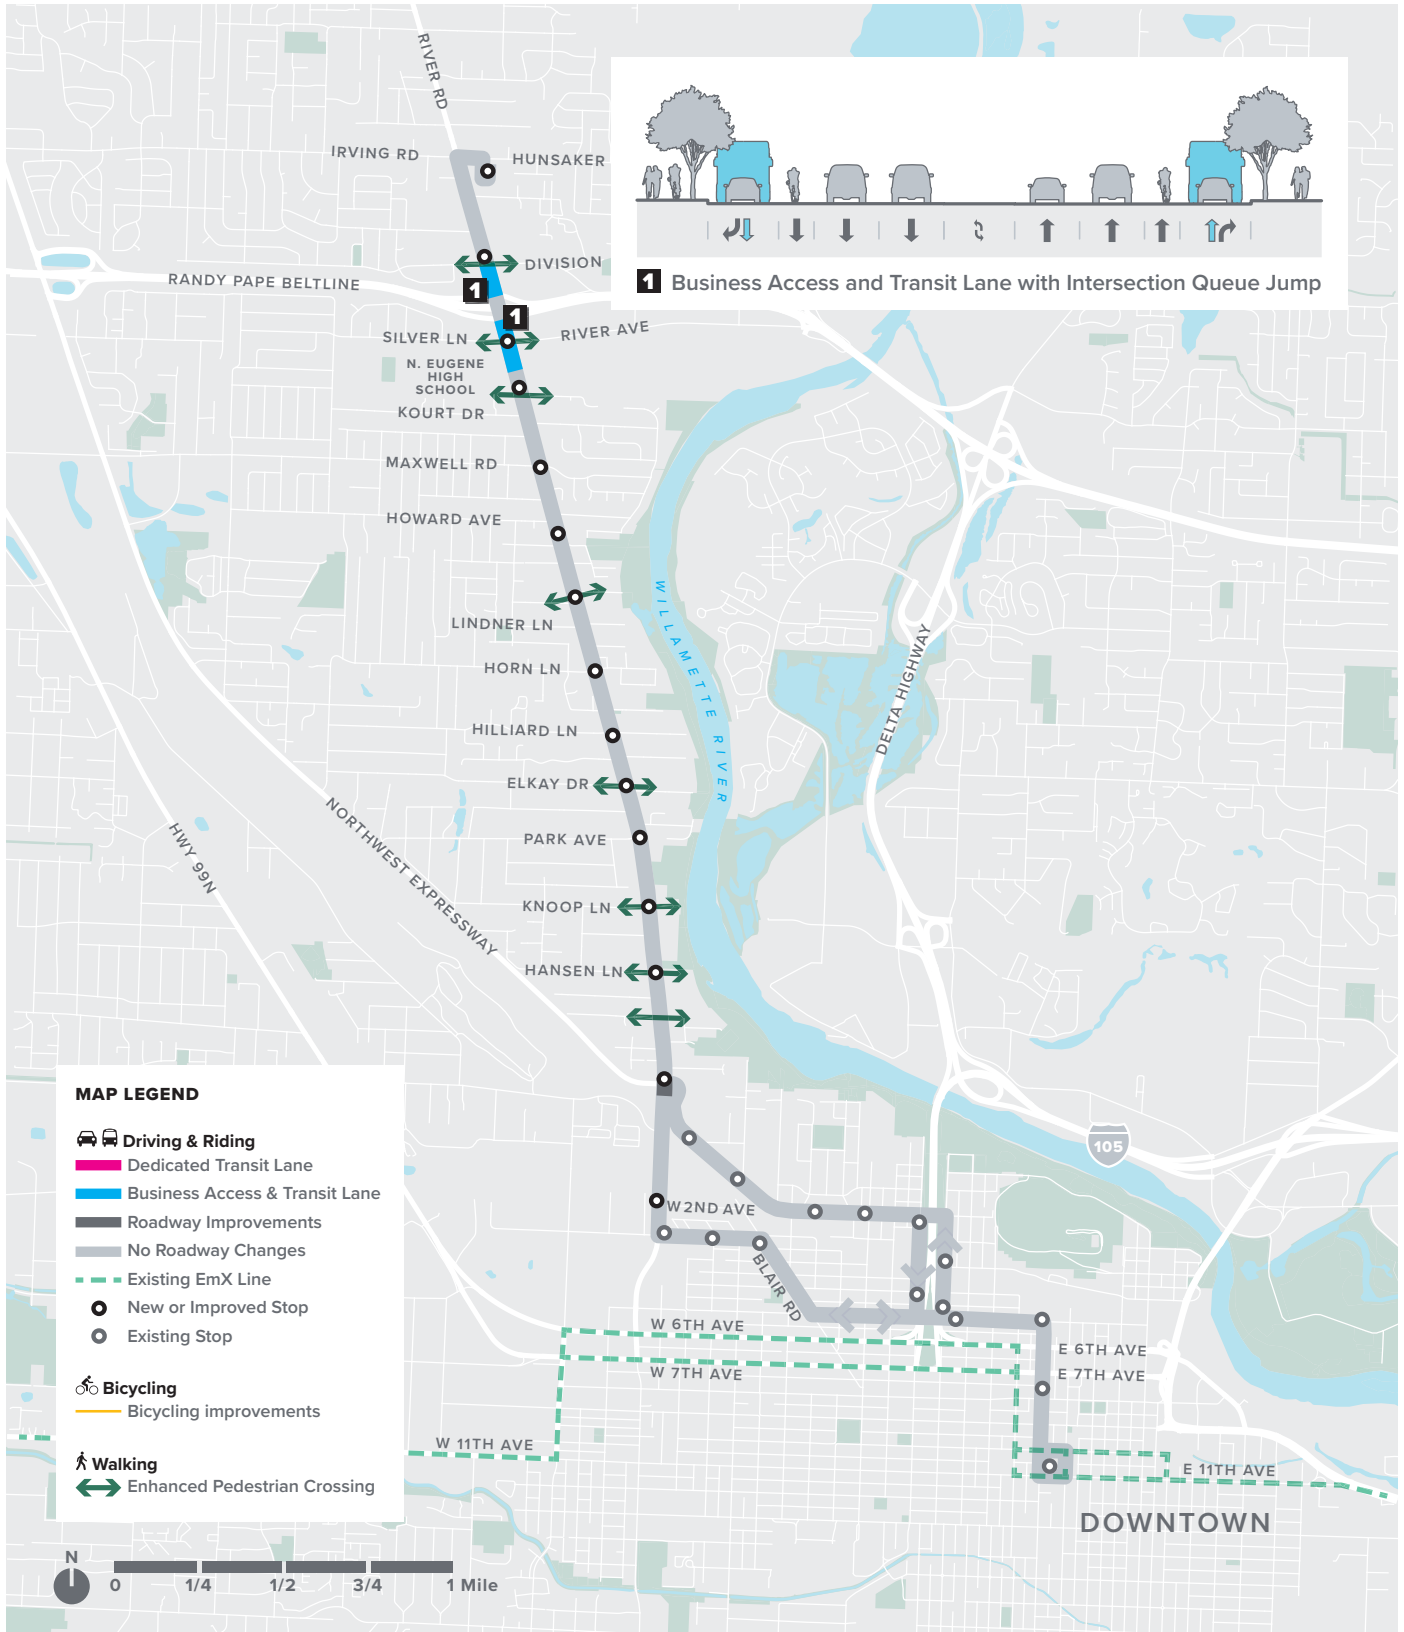 RIVER RD
IRVING RD
HUNSAKER
DIVISION
RANDY PAPE BELTLINE
1
1
SILVER LN
RIVER AVE
N. EUGENE
HIGH
SCHOOL
KOURT DR
MAXWELL RD
HOWARD AVE
LINDNER LN
HORN LN
HILLIARD LN
ELKAY DR
PARK AVE
KNOOP LN
HANSEN LN
1 Business Access and Transit Lane with Intersection Queue Jump
WILLAMETTE RIVER
DELTA HIGHWAY
NORTHWEST EXPRESSWAY
HWY 99N
105
W 2ND AVE
BLAIR RD
W 6TH AVE
W 7TH AVE
E 6TH AVE
E 7TH AVE
W 11TH AVE
E 11TH AVE
DOWNTOWN
MAP LEGEND
Driving & Riding
Dedicated Transit Lane
Business Access & Transit Lane
Roadway Improvements
No Roadway Changes
Existing EmX Line
New or Improved Stop
Existing Stop
Bicycling
Bicycling improvements
Walking
Enhanced Pedestrian Crossing
N
0 1/4 1/2 3/4 1 Mile